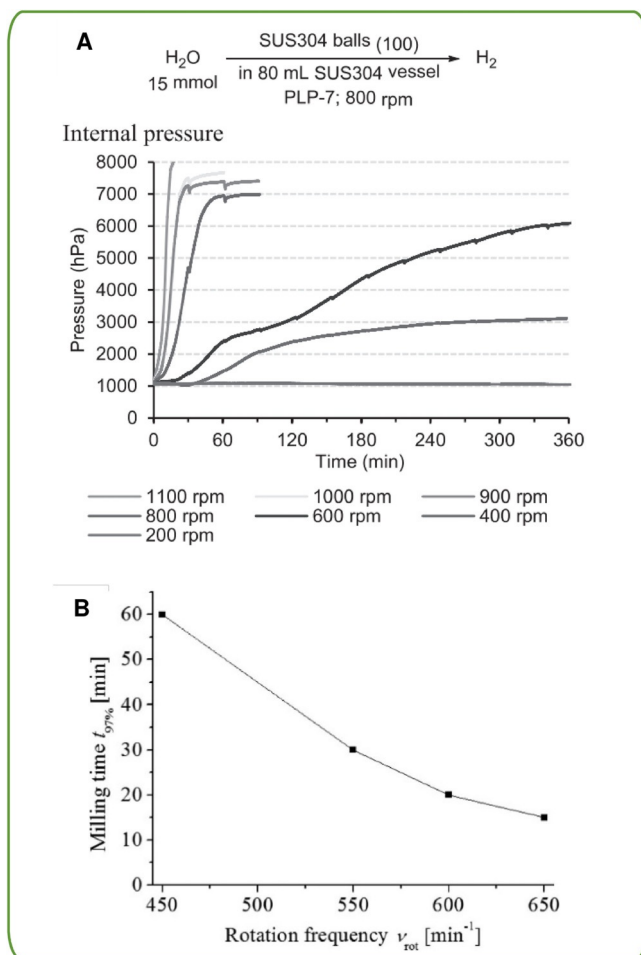 A
H₂O
15 mmol
SUS304 balls (100)
in 80 mL SUS304 vessel
PLP-7; 800 rpm
H₂
Internal pressure
Pressure (hPa)
8000
7000
6000
5000
4000
3000
2000
1000
0
0 60 120 180 240 300 360
Time (min)
1100 rpm 1000 rpm 900 rpm
800 rpm 600 rpm 400 rpm
200 rpm
B
Milling time t97% [min]
60
50
40
30
20
10
0
450 500 550 600 650
Rotation frequency νrot [min⁻¹]